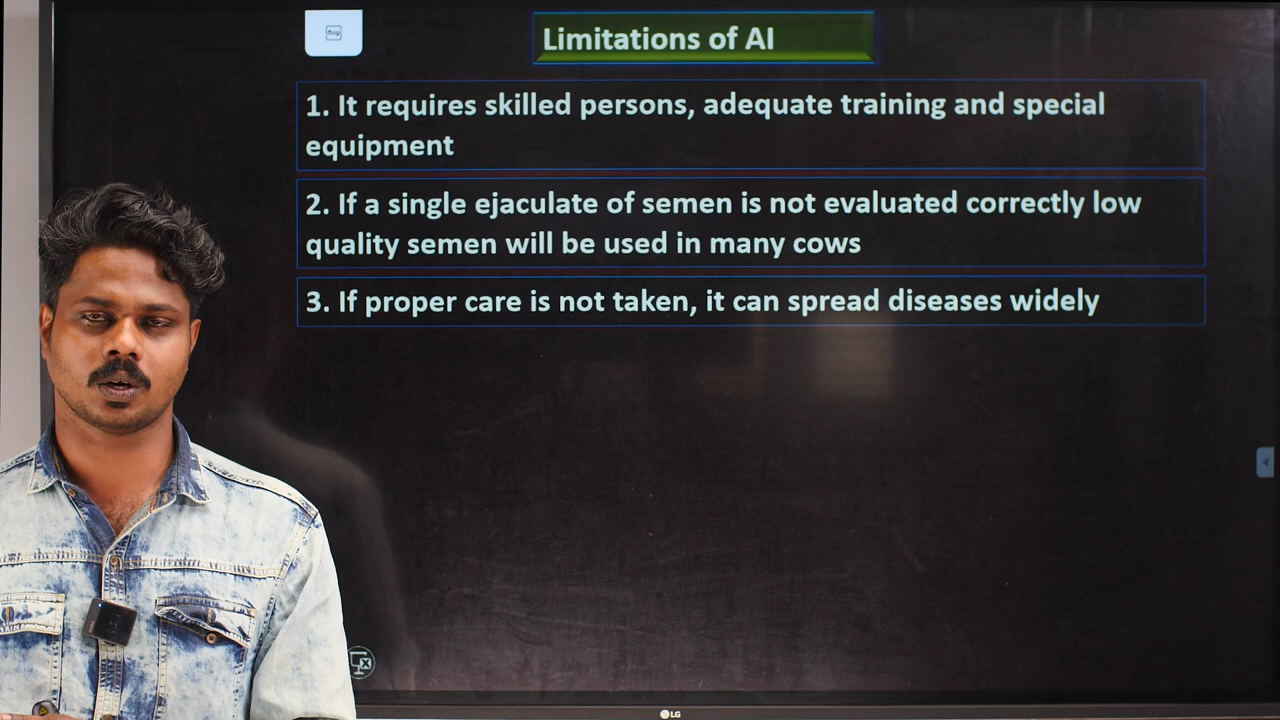 Limitations of AI
1. It requires skilled persons, adequate training and special
equipment
2. If a single ejaculate of semen is not evaluated correctly low
quality semen will be used in many cows
3. If proper care is not taken, it can spread diseases widely
LG